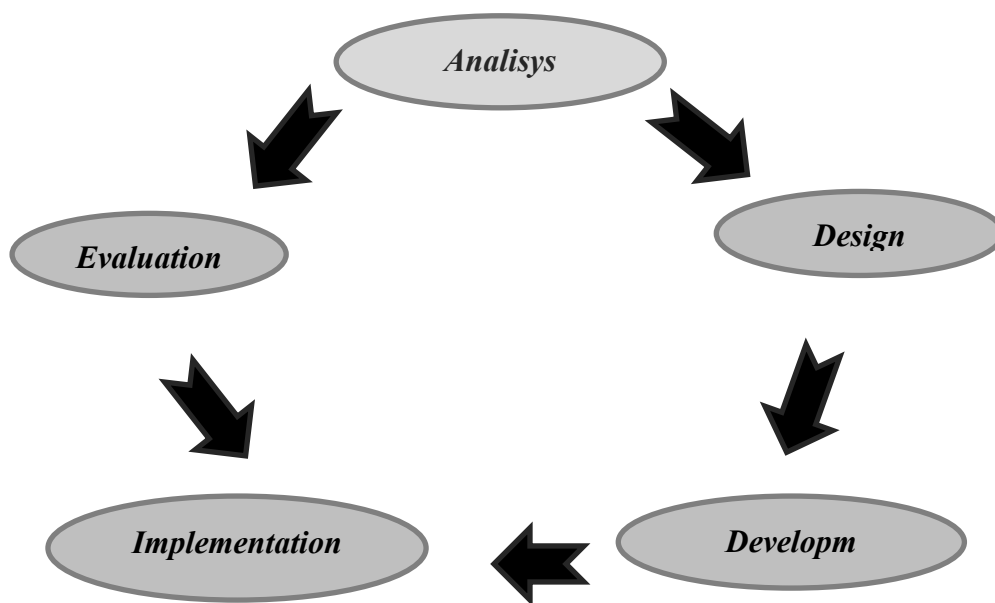 Analisys
Evaluation
Design
Implementation
Developm